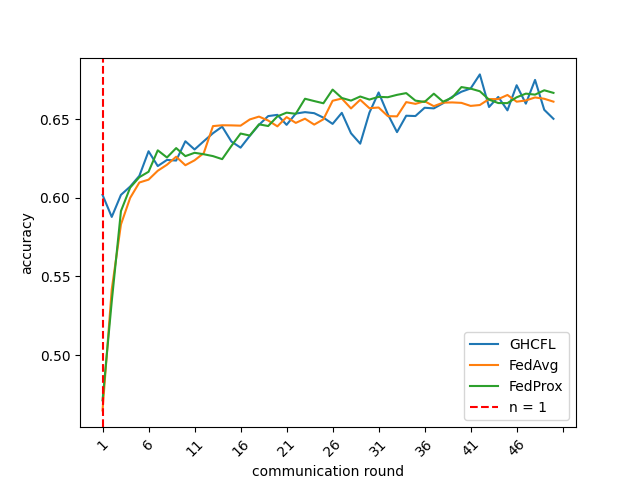 accuracy
0.65
0.60
0.55
0.50
GHCFL
FedAvg
FedProx
n = 1
1 6 11 16 21 26 31 36 41 46
communication round